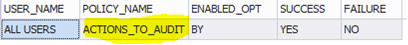 USER_NAME POLICY_NAME ENABLED_OPT SUCCESS FAILURE
ALL USERS ACTIONS_TO_AUDIT BY YES NO